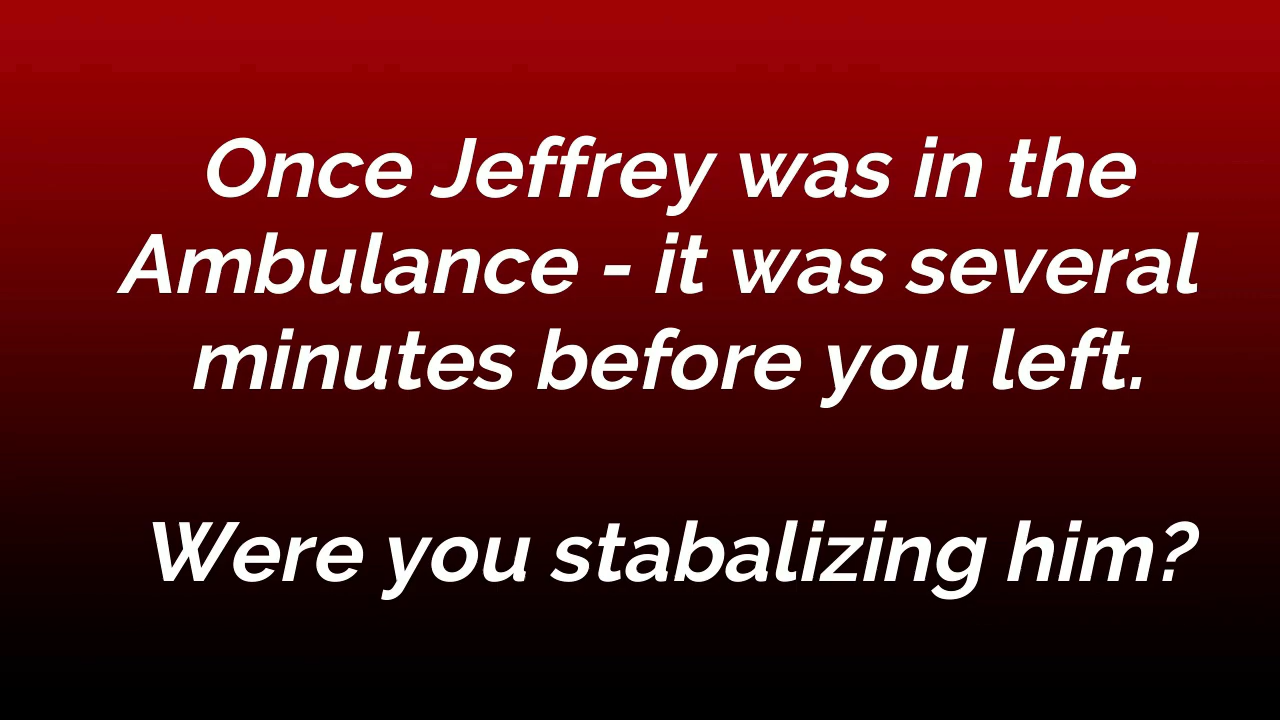 Once Jeffrey was in the
Ambulance - it was several
minutes before you left.
Were you stabalizing him?